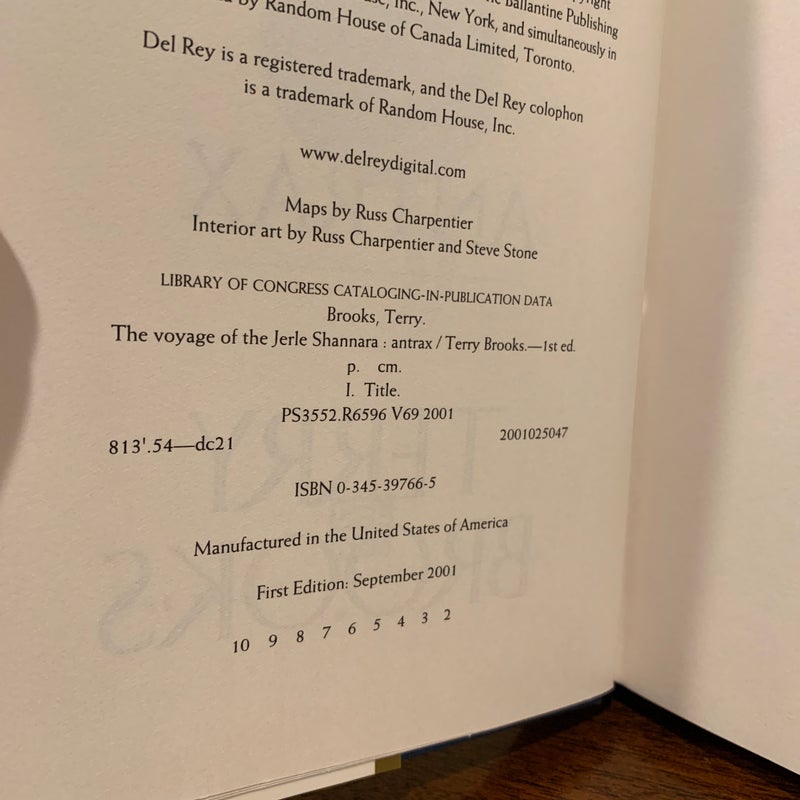 Inc., New York, and simultaneously in
by Random House of Canada Limited, Toronto.
Ballantine Publishing
Del Rey is a registered trademark, and the Del Rey colophon
is a trademark of Random House, Inc.
www.delreydigital.com
Maps by Russ Charpentier
Interior art by Russ Charpentier and Steve Stone
LIBRARY OF CONGRESS CATALOGING-IN-PUBLICATION DATA
Brooks, Terry.
The voyage of the Jerle Shannara : antrax / Terry Brooks.—1st ed.
p. cm.
I. Title.
PS3552.R6596 V69 2001
813'.54—dc21 2001025047
ISBN 0-345-39766-5
Manufactured in the United States of America
First Edition: September 2001
10 9 8 7 6 5 4 3 2